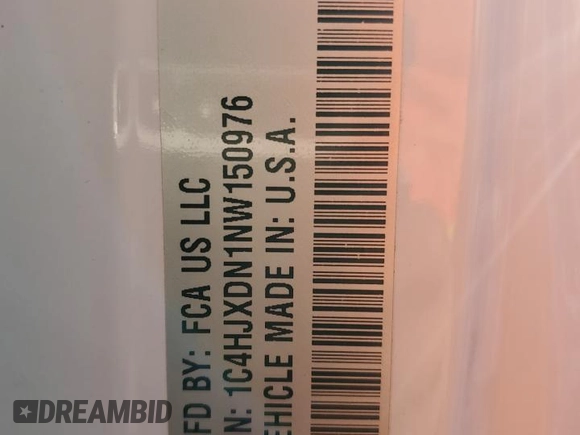 FD BY: FCA US LLC
N: 1C4HJXDN1NW150976
EHICLE MADE IN: U.S.A.
DREAMBID